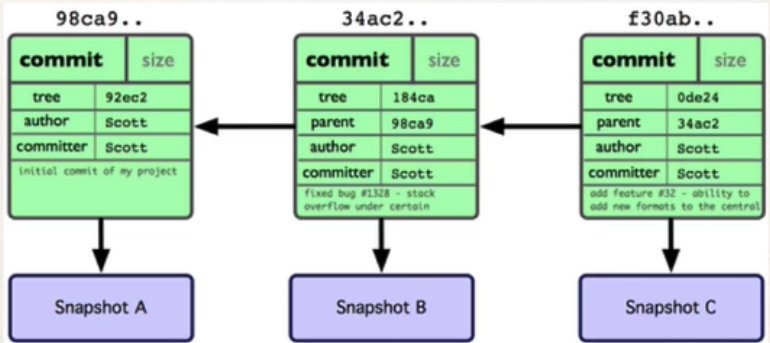 98ca9..
commit size
tree 92ec2
author Scott
committer Scott
initial commit of my project
Snapshot A
34ac2..
commit size
tree 184ca
parent 98ca9
author Scott
committer Scott
fixed bug #1328 - stack
overflow under certain
Snapshot B
f30ab..
commit size
tree 0de24
parent 34ac2
author Scott
committer Scott
add feature #32 - ability to
add new formats to the central
Snapshot C